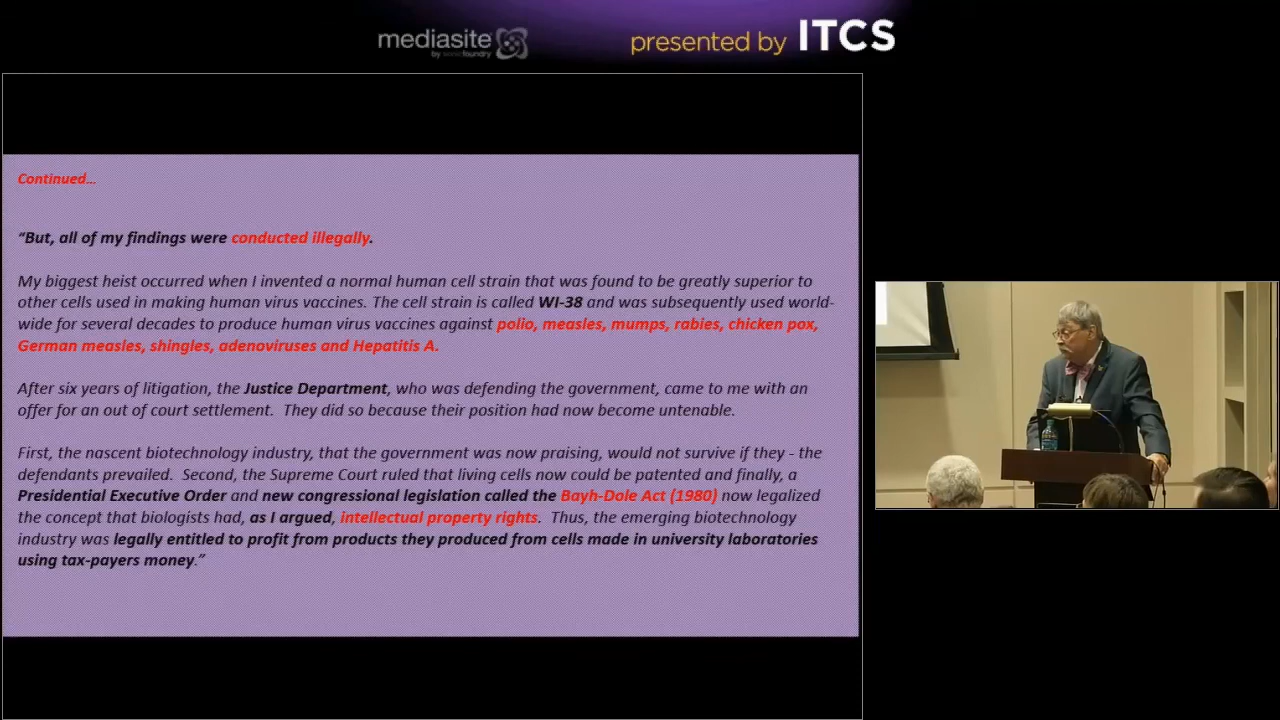 mediasite
by sonicfoundry
presented by ITCS
Continued...
“But, all of my findings were conducted illegally.
My biggest heist occurred when I invented a normal human cell strain that was found to be greatly superior to
other cells used in making human virus vaccines. The cell strain is called WI-38 and was subsequently used world-
wide for several decades to produce human virus vaccines against polio, measles, mumps, rabies, chicken pox,
German measles, shingles, adenoviruses and Hepatitis A.
After six years of litigation, the Justice Department, who was defending the government, came to me with an
offer for an out of court settlement. They did so because their position had now become untenable.
First, the nascent biotechnology industry, that the government was now praising, would not survive if they - the
defendants prevailed. Second, the Supreme Court ruled that living cells now could be patented and finally, a
Presidential Executive Order and new congressional legislation called the Bayh-Dole Act (1980) now legalized
the concept that biologists had, as I argued, intellectual property rights. Thus, the emerging biotechnology
industry was legally entitled to profit from products they produced from cells made in university laboratories
using tax-payers money.”